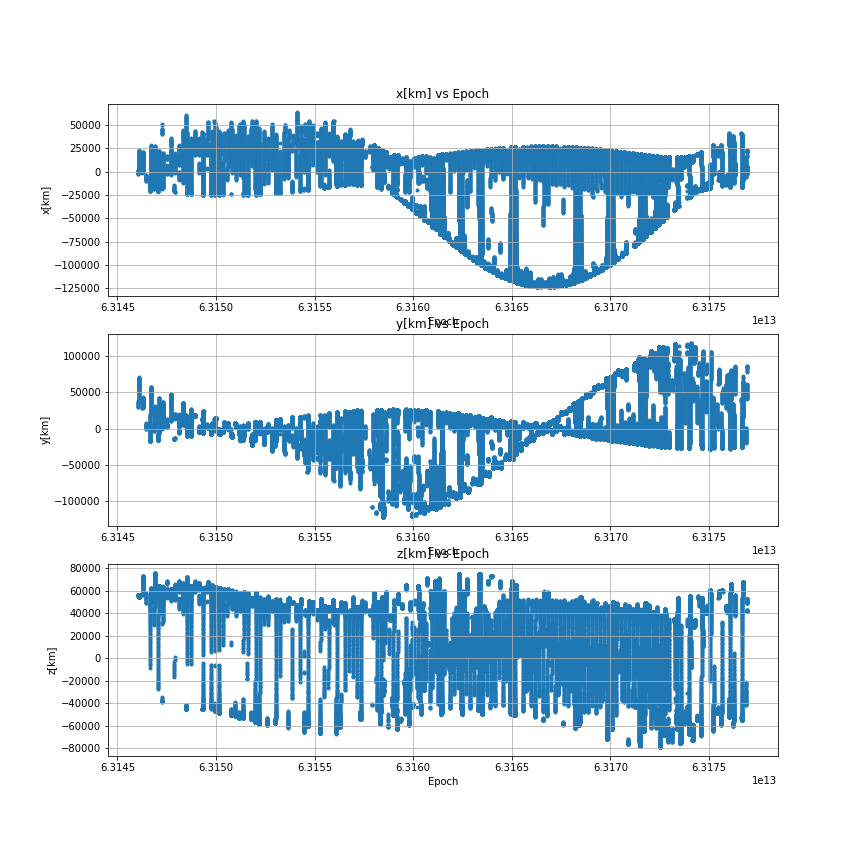 x[km] vs Epoch
x[km]
50000
25000
0
−25000
−50000
−75000
−100000
−125000
6.3145 6.3150 6.3155 6.3160 6.3165 6.3170 6.3175
1e13
Epoch
y[km] vs Epoch
y[km]
100000
50000
0
−50000
−100000
6.3145 6.3150 6.3155 6.3160 6.3165 6.3170 6.3175
1e13
Epoch
z[km] vs Epoch
z[km]
80000
60000
40000
20000
0
−20000
−40000
−60000
−80000
6.3145 6.3150 6.3155 6.3160 6.3165 6.3170 6.3175
1e13
Epoch